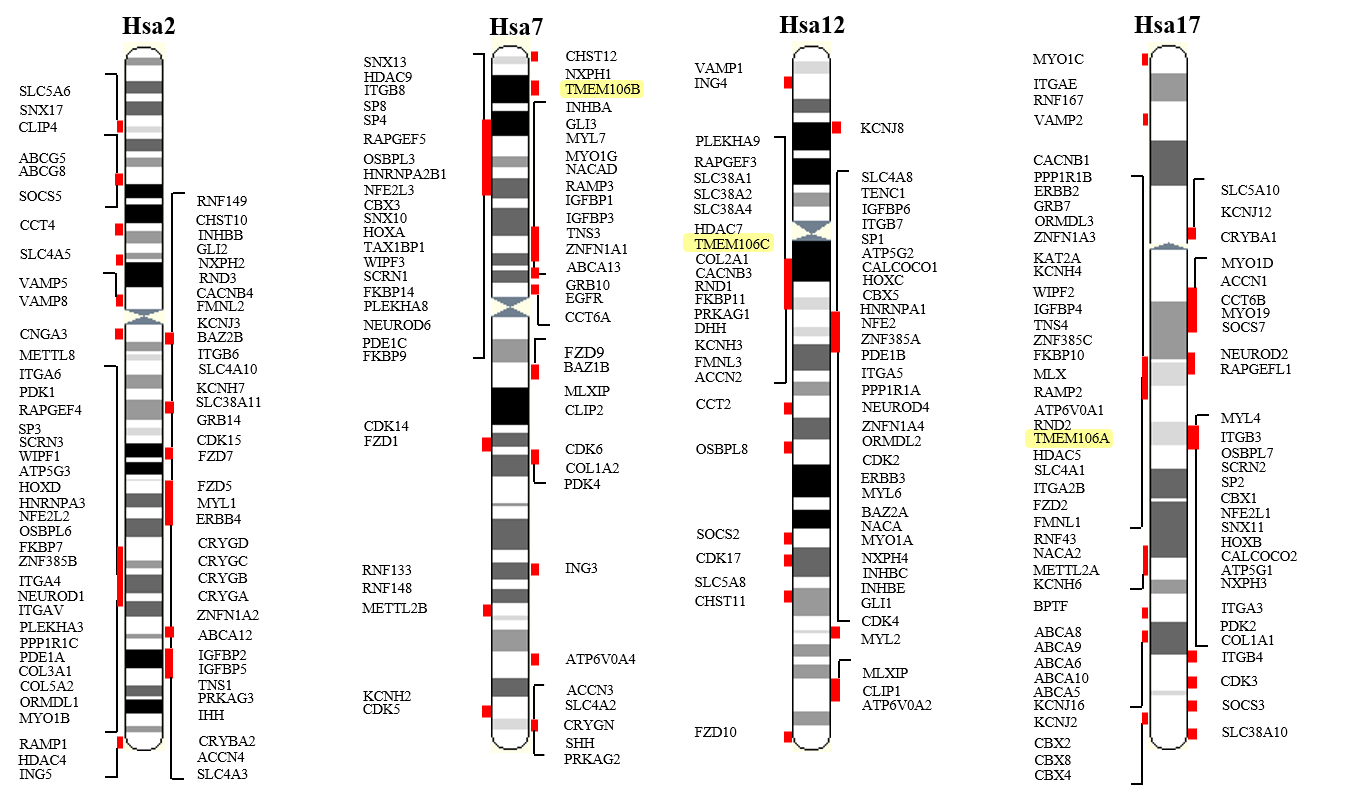 Hsa2
SLC5A6
SNX17
CLIP4
ABCG5
ABCG8
SOCS5
CCT4
SLC4A5
VAMP5
VAMP8
CNGA3
METTL8
ITGA6
PDK1
RAPGEF4
SP3
SCRN3
WIPF1
ATP5G3
HOXD
HNRNPA3
NFE2L2
OSBPL6
FKBP7
ZNF385B
ITGA4
NEUROD1
ITGAV
PLEKHA3
PPP1R1C
PDE1A
COL3A1
COL5A2
ORMDL1
MYO1B
RAMP1
HDAC4
ING5
RNF149
CHST10
INHBB
GLI2
NXPH2
RND3
CACNB4
FMNL2
KCNJ3
BAZ2B
ITGB6
SLC4A10
KCNH7
SLC38A11
GRB14
CDK15
FZD7
FZD5
MYL1
ERBB4
CRYGD
CRYGC
CRYGB
CRYGA
ZNFN1A2
ABCA12
IGFBP2
IGFBP5
TNS1
PRKAG3
IHH
CRYBA2
ACCN4
SLC4A3
Hsa7
SNX13
HDAC9
ITGB8
SP8
SP4
RAPGEF5
OSBPL3
HNRNPA2B1
NFE2L3
CBX3
SNX10
HOXA
TAX1BP1
WIPF3
SCRN1
FKBP14
PLEKHA8
NEUROD6
PDE1C
FKBP9
CDK14
FZD1
RNF133
RNF148
METTL2B
KCNH2
CDK5
CHST12
NXPH1
TMEM106B
INHBA
GLI3
MYL7
MYO1G
NACAD
RAMP3
IGFBP1
IGFBP3
TNS3
ZNFN1A1
ABCA13
GRB10
EGFR
CCT6A
FZD9
BAZ1B
MLXIP
CLIP2
CDK6
COL1A2
PDK4
ING3
ATP6V0A4
ACCN3
SLC4A2
CRYGN
SHH
PRKAG2
Hsa12
VAMP1
ING4
PLEKHA9
RAPGEF3
SLC38A1
SLC38A2
SLC38A4
HDAC7
TMEM106C
COL2A1
CACNB3
RND1
FKBP11
PRKAG1
DHH
KCNH3
FMNL3
ACCN2
CCT2
OSBPL8
SOCS2
CDK17
SLC5A8
CHST11
FZD10
KCNJ8
SLC4A8
TENC1
IGFBP6
ITGB7
SP1
ATP5G2
CALCOCO1
HOXC
CBX5
HNRNPA1
NFE2
ZNF385A
PDE1B
ITGA5
PPP1R1A
NEUROD4
ZNFN1A4
ORMDL2
CDK2
ERBB3
MYL6
BAZ2A
NACA
MYO1A
NXPH4
INHBC
INHBE
GLI1
CDK4
MYL2
MLXIP
CLIP1
ATP6V0A2
Hsa17
MYO1C
ITGAE
RNF167
VAMP2
CACNB1
PPP1R1B
ERBB2
GRB7
ORMDL3
ZNFN1A3
KAT2A
KCNH4
WIPF2
IGFBP4
TNS4
ZNF385C
FKBP10
MLX
RAMP2
ATP6V0A1
RND2
TMEM106A
HDAC5
SLC4A1
ITGA2B
FZD2
FMNL1
RNF43
NACA2
METTL2A
KCNH6
BPTF
ABCA8
ABCA9
ABCA6
ABCA10
ABCA5
KCNJ16
KCNJ2
CBX2
CBX8
CBX4
SLC5A10
KCNJ12
CRYBA1
MYO1D
ACCN1
CCT6B
MYO19
SOCS7
NEUROD2
RAPGEFL1
MYL4
ITGB3
OSBPL7
SCRN2
SP2
CBX1
NFE2L1
SNX11
HOXB
CALCOCO2
ATP5G1
NXPH3
ITGA3
PDK2
COL1A1
ITGB4
CDK3
SOCS3
SLC38A10